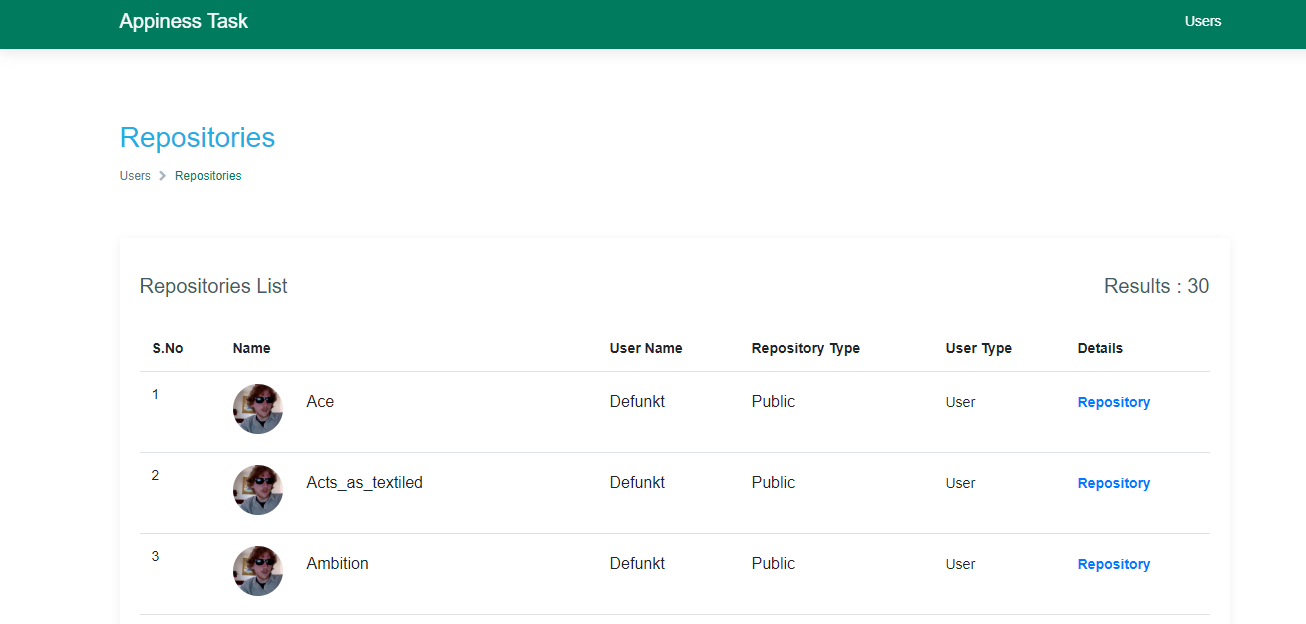 Appiness Task Users
Repositories
Users > Repositories
Repositories List Results : 30
S.No Name User Name Repository Type User Type Details
1 Ace Defunkt Public User Repository
2 Acts_as_textiled Defunkt Public User Repository
3 Ambition Defunkt Public User Repository